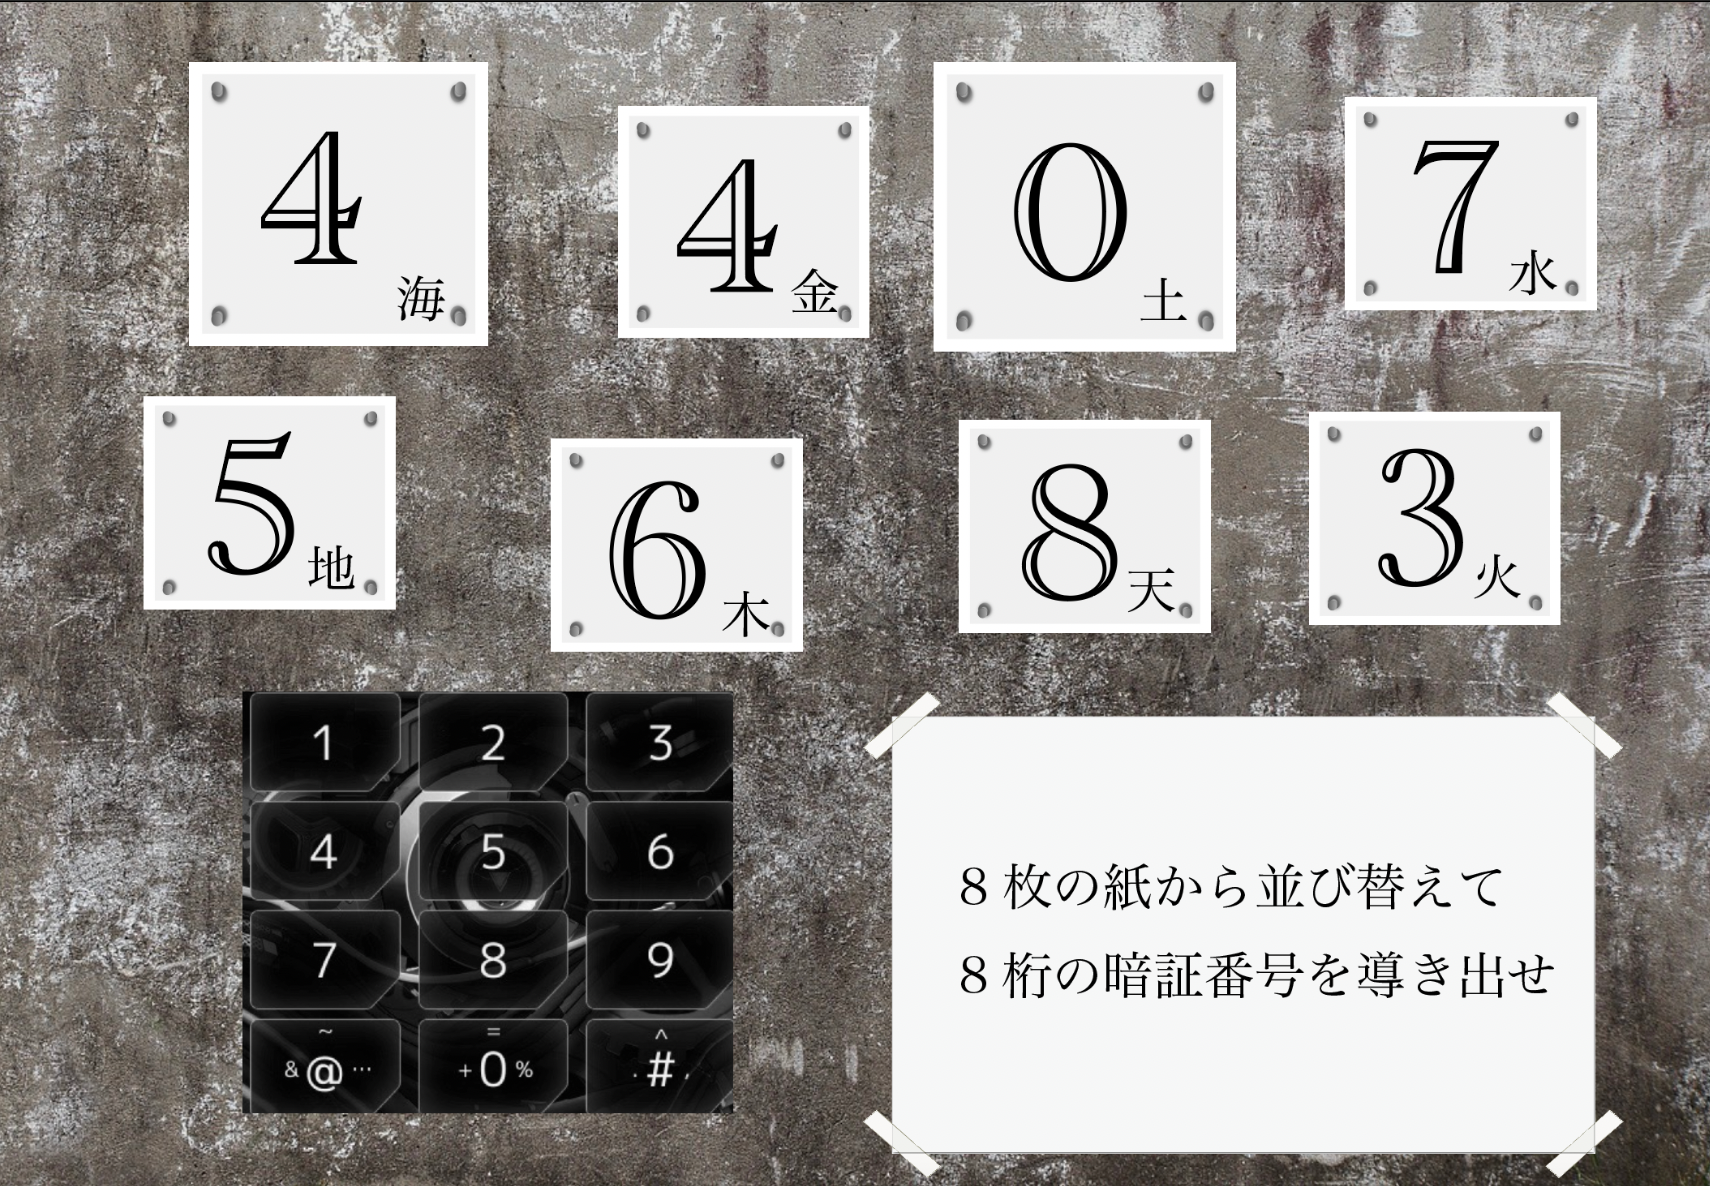 4 海
4 金
0 土
7 水
5 地
6 木
8 天
3 火
1 2 3
4 5 6
7 8 9
~ = ^
& @ … + 0 % . # ,
8枚の紙から並び替えて
8桁の暗証番号を導き出せ